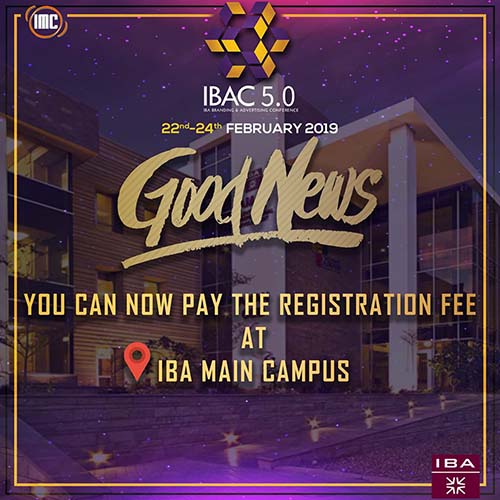 IMC
IBAC 5.0
IBA BRANDING & ADVERTISING CONFERENCE
22nd-24th FEBRUARY 2019
Good News
YOU CAN NOW PAY THE REGISTRATION FEE
AT
IBA MAIN CAMPUS
IBA